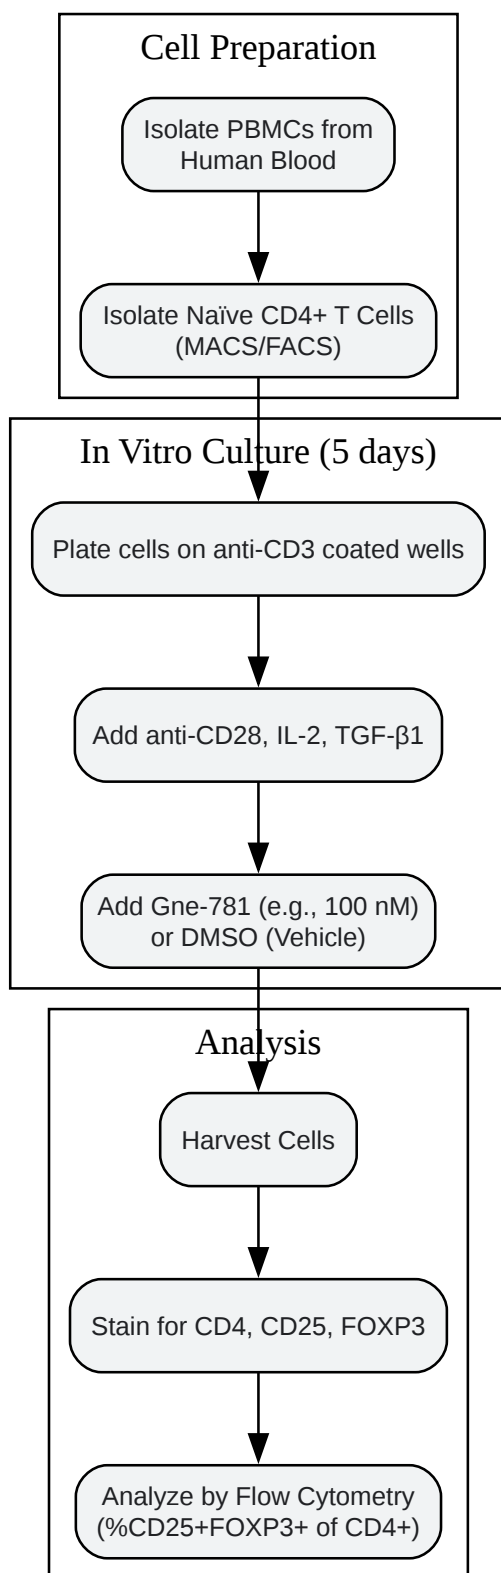 Cell Preparation
Isolate PBMCs from
Human Blood
Isolate Naïve CD4+ T Cells
(MACS/FACS)
In Vitro Culture (5 days)
Plate cells on anti-CD3 coated wells
Add anti-CD28, IL-2, TGF-β1
Add Gne-781 (e.g., 100 nM)
or DMSO (Vehicle)
Analysis
Harvest Cells
Stain for CD4, CD25, FOXP3
Analyze by Flow Cytometry
(%CD25+FOXP3+ of CD4+)